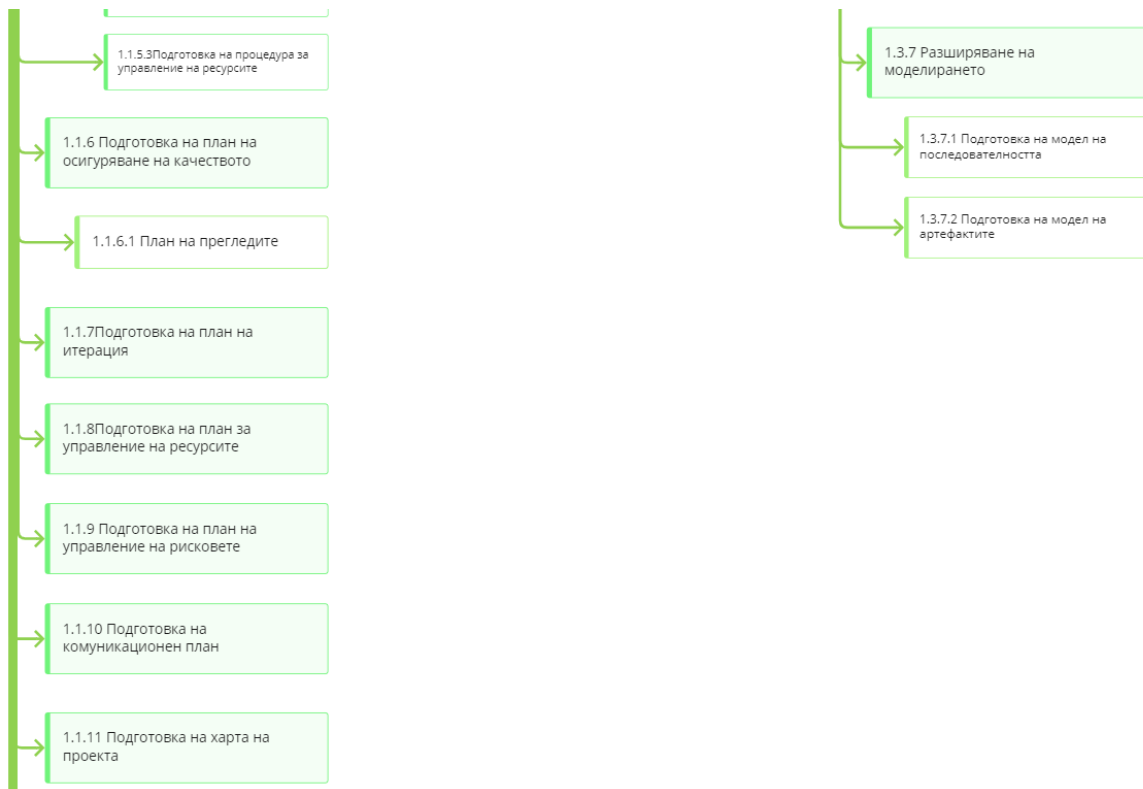 1.1.5.3Подготовка на процедура за
управление на ресурсите
1.1.6 Подготовка на план на
осигуряване на качеството
1.1.6.1 План на прегледите
1.1.7Подготовка на план на
итерация
1.1.8Подготовка на план за
управление на ресурсите
1.1.9 Подготовка на план на
управление на рисковете
1.1.10 Подготовка на
комуникационен план
1.1.11 Подготовка на харта на
проекта
1.3.7 Разширяване на
моделирането
1.3.7.1 Подготовка на модел на
последователността
1.3.7.2 Подготовка на модел на
артефактите